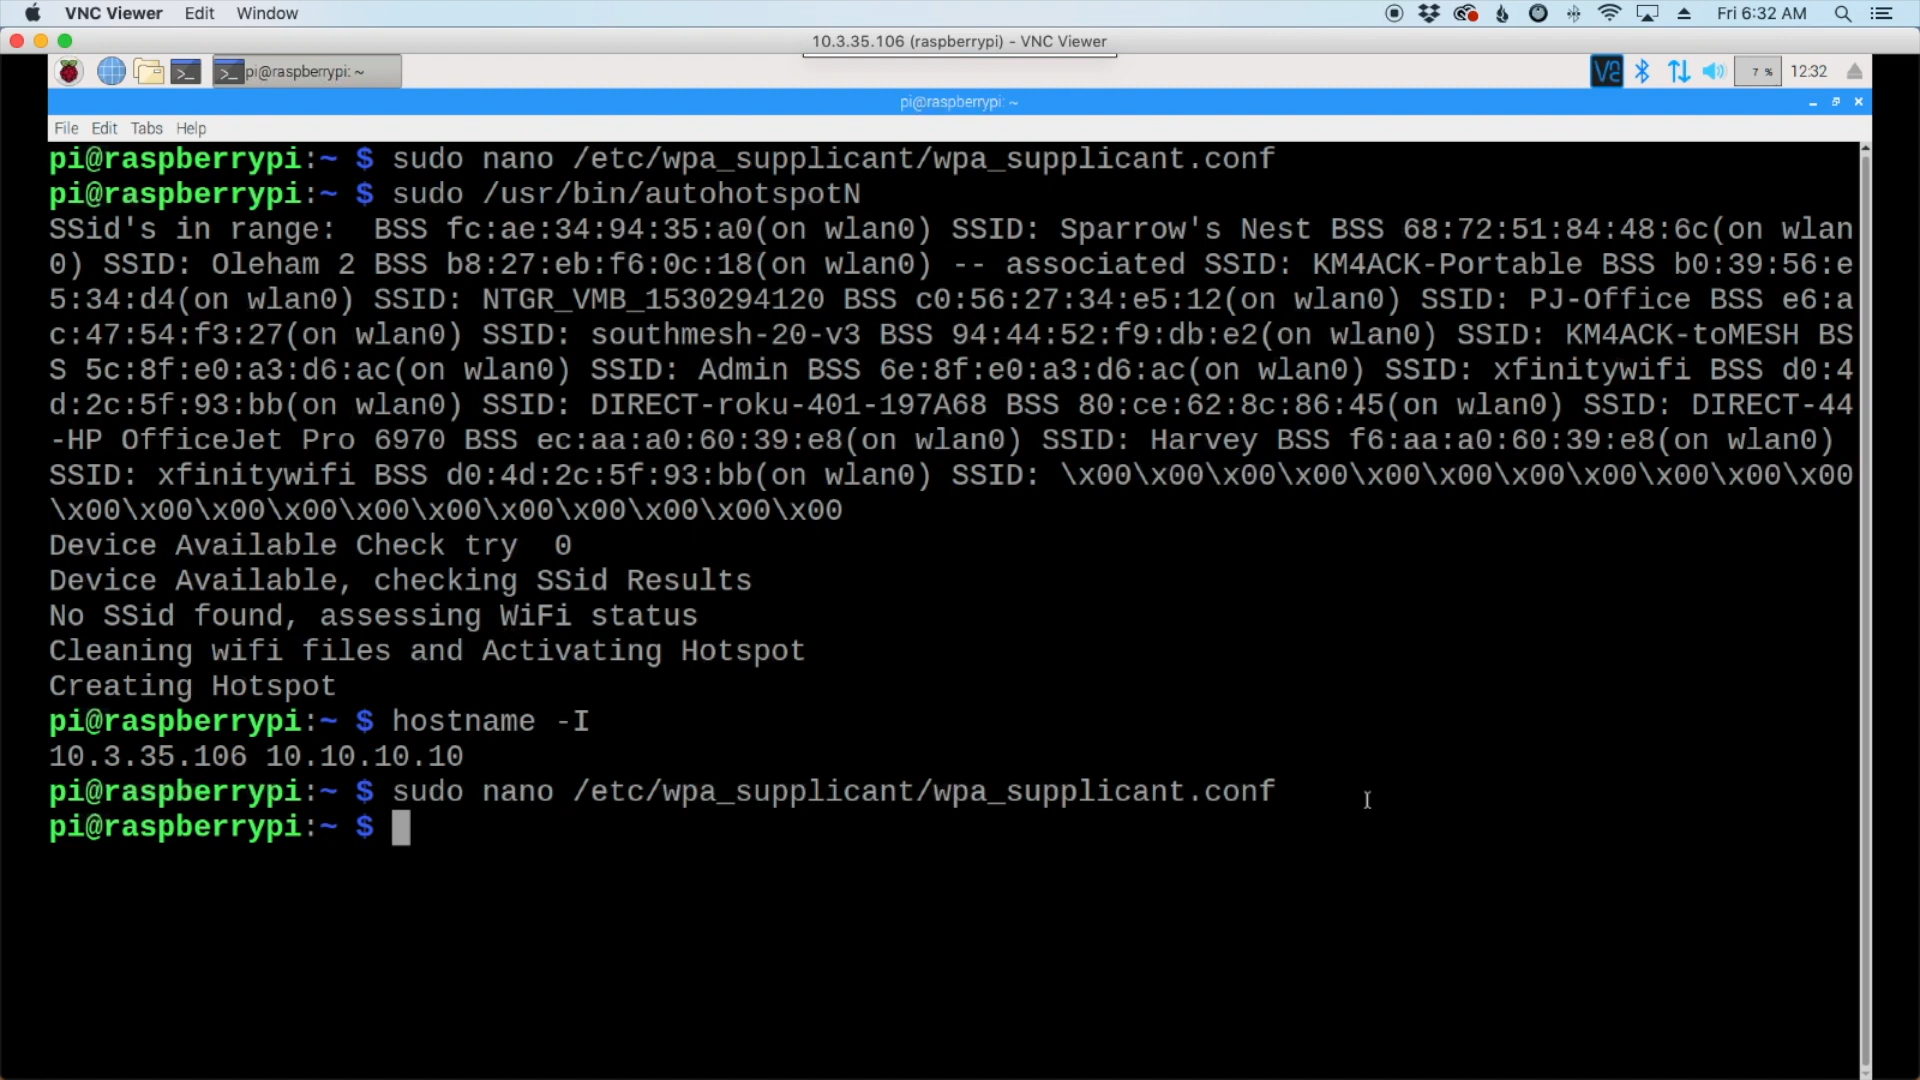 VNC Viewer Edit Window Fri 6:32 AM
10.3.35.106 (raspberrypi) - VNC Viewer
pi@raspberrypi: ~ 7 % 12:32
pi@raspberrypi: ~
File Edit Tabs Help
pi@raspberrypi:~ $ sudo nano /etc/wpa_supplicant/wpa_supplicant.conf
pi@raspberrypi:~ $ sudo /usr/bin/autohotspotN
SSid's in range:  BSS fc:ae:34:94:35:a0(on wlan0) SSID: Sparrow's Nest BSS 68:72:51:84:48:6c(on wlan
0) SSID: Oleham 2 BSS b8:27:eb:f6:0c:18(on wlan0) -- associated SSID: KM4ACK-Portable BSS b0:39:56:e
5:34:d4(on wlan0) SSID: NTGR_VMB_1530294120 BSS c0:56:27:34:e5:12(on wlan0) SSID: PJ-Office BSS e6:a
c:47:54:f3:27(on wlan0) SSID: southmesh-20-v3 BSS 94:44:52:f9:db:e2(on wlan0) SSID: KM4ACK-toMESH BS
S 5c:8f:e0:a3:d6:ac(on wlan0) SSID: Admin BSS 6e:8f:e0:a3:d6:ac(on wlan0) SSID: xfinitywifi BSS d0:4
d:2c:5f:93:bb(on wlan0) SSID: DIRECT-roku-401-197A68 BSS 80:ce:62:8c:86:45(on wlan0) SSID: DIRECT-44
-HP OfficeJet Pro 6970 BSS ec:aa:a0:60:39:e8(on wlan0) SSID: Harvey BSS f6:aa:a0:60:39:e8(on wlan0)
SSID: xfinitywifi BSS d0:4d:2c:5f:93:bb(on wlan0) SSID: \x00\x00\x00\x00\x00\x00\x00\x00\x00\x00\x00
\x00\x00\x00\x00\x00\x00\x00\x00\x00\x00\x00
Device Available Check try  0
Device Available, checking SSid Results
No SSid found, assessing WiFi status
Cleaning wifi files and Activating Hotspot
Creating Hotspot
pi@raspberrypi:~ $ hostname -I
10.3.35.106 10.10.10.10
pi@raspberrypi:~ $ sudo nano /etc/wpa_supplicant/wpa_supplicant.conf
pi@raspberrypi:~ $